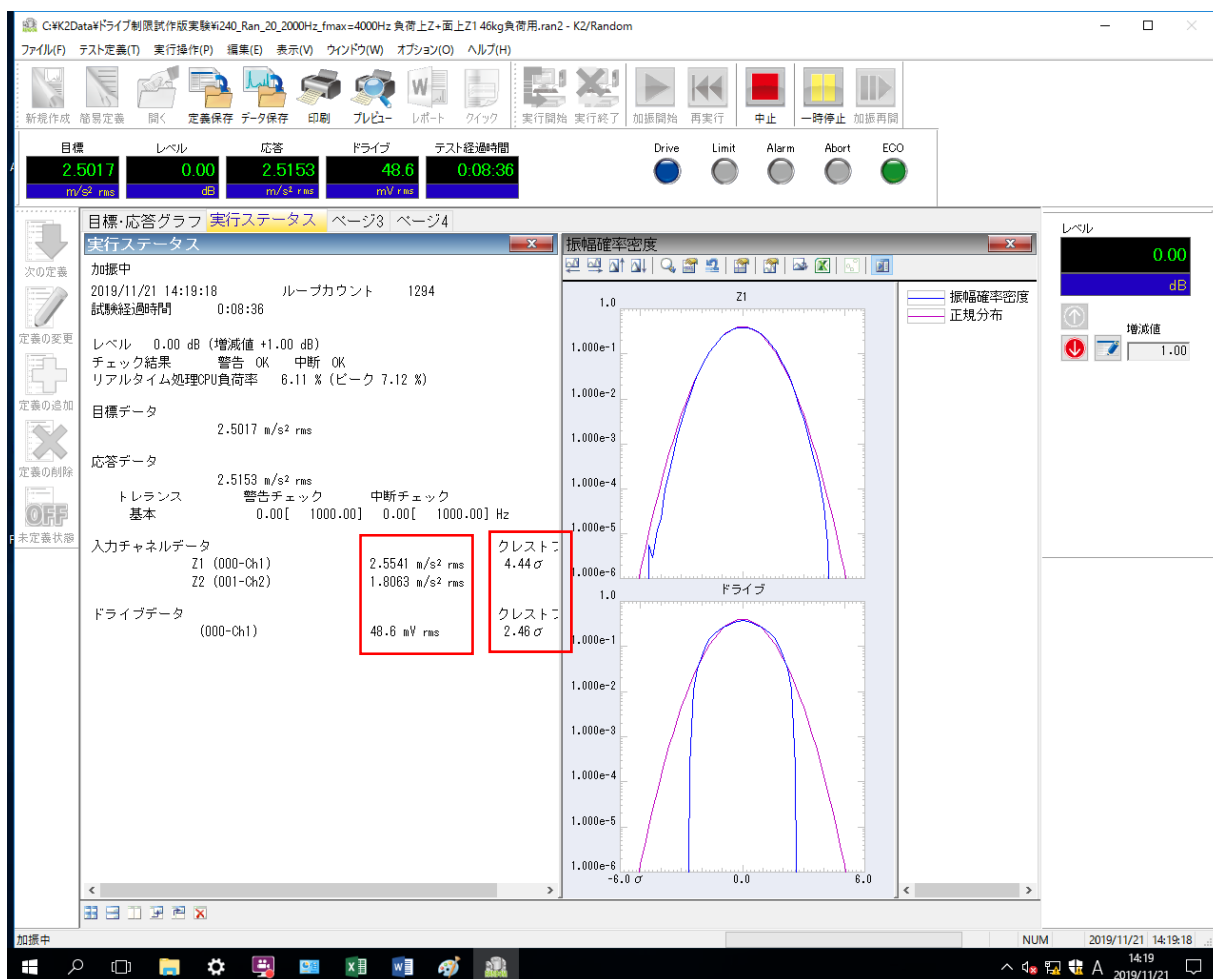 C:¥K2Data¥ドライブ制限試作版実験¥i240_Ran_20_2000Hz_fmax=4000Hz 負荷上Z+面上Z1 46kg負荷用.ran2 - K2/Random
ファイル(F) テスト定義(T) 実行操作(P) 編集(E) 表示(V) ウィンドウ(W) オプション(O) ヘルプ(H)
新規作成 簡易定義 開く 定義保存 データ保存 印刷 プレビュー レポート クイック 実行開始 実行終了 加振開始 再実行 中止 一時停止 加振再開
目標 レベル 応答 ドライブ テスト経過時間 Drive Limit Alarm Abort ECO
2.5017 0.00 2.5153 48.6 0:08:36
m/s² rms dB m/s² rms mV rms
目標・応答グラフ 実行ステータス ページ3 ページ4
次の定義
定義の変更
定義の追加
定義の削除
OFF
未定義状態
実行ステータス
加振中
2019/11/21 14:19:18 ループカウント 1294
試験経過時間 0:08:36
レベル 0.00 dB (増減値 +1.00 dB)
チェック結果 警告 OK 中断 OK
リアルタイム処理CPU負荷率 6.11 % (ピーク 7.12 %)
目標データ
2.5017 m/s² rms
応答データ
2.5153 m/s² rms
トレランス 警告チェック 中断チェック
基本 0.00[ 1000.00] 0.00[ 1000.00] Hz
入力チャネルデータ クレストフ
Z1 (000-Ch1) 2.5541 m/s² rms 4.44σ
Z2 (001-Ch2) 1.8063 m/s² rms
ドライブデータ クレストフ
(000-Ch1) 48.6 mV rms 2.46σ
振幅確率密度
Z1
1.0
1.000e-1
1.000e-2
1.000e-3
1.000e-4
1.000e-5
1.000e-6
ドライブ
1.0
1.000e-1
1.000e-2
1.000e-3
1.000e-4
1.000e-5
1.000e-6
-6.0 σ 0.0 6.0
振幅確率密度
正規分布
レベル
0.00
dB
増減値
1.00
加振中 NUM 2019/11/21 14:19:18
A 14:19
2019/11/21